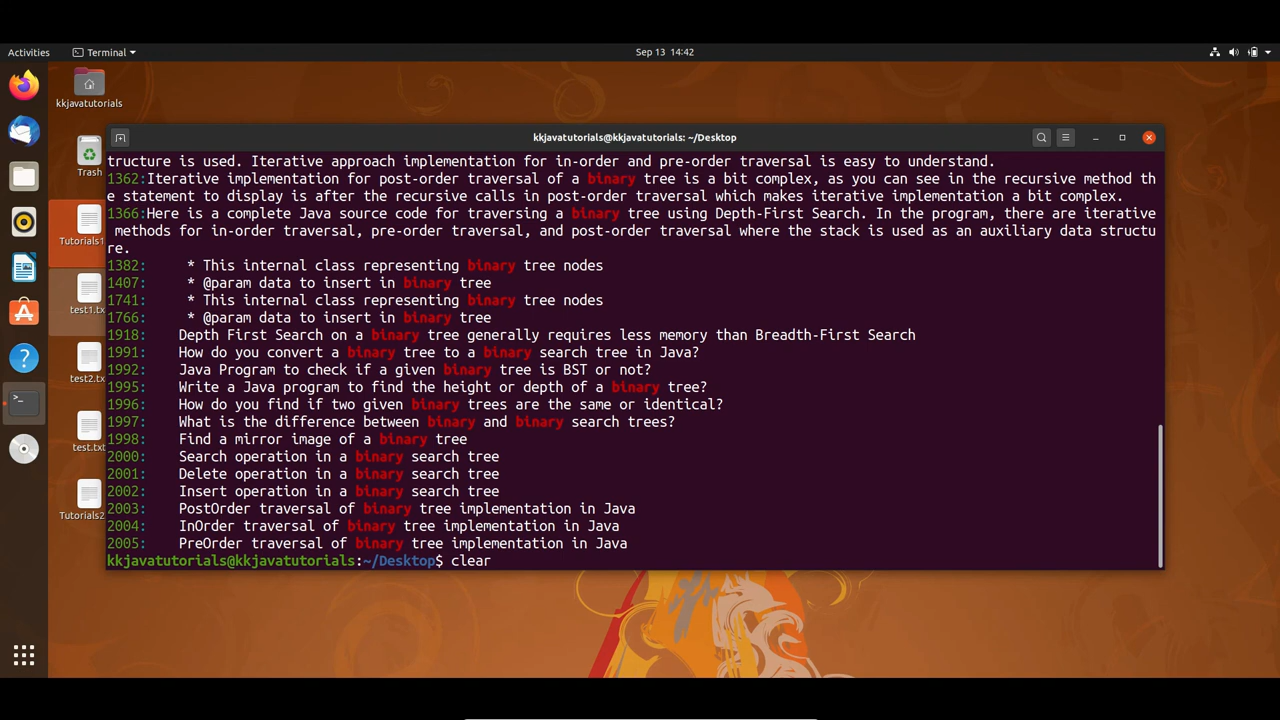 Activities
Terminal
Sep 13 14:42
kkjavatutorials
Trash
Tutorials1
test1.tx
test2.tx
test.txt
Tutorials2
kkjavatutorials@kkjavatutorials: ~/Desktop
tructure is used. Iterative approach implementation for in-order and pre-order traversal is easy to understand.
1362:Iterative implementation for post-order traversal of a binary tree is a bit complex, as you can see in the recursive method th
e statement to display is after the recursive calls in post-order traversal which makes iterative implementation a bit complex.
1366:Here is a complete Java source code for traversing a binary tree using Depth-First Search. In the program, there are iterative
methods for in-order traversal, pre-order traversal, and post-order traversal where the stack is used as an auxiliary data structu
re.
1382: * This internal class representing binary tree nodes
1407: * @param data to insert in binary tree
1741: * This internal class representing binary tree nodes
1766: * @param data to insert in binary tree
1918: Depth First Search on a binary tree generally requires less memory than Breadth-First Search
1991: How do you convert a binary tree to a binary search tree in Java?
1992: Java Program to check if a given binary tree is BST or not?
1995: Write a Java program to find the height or depth of a binary tree?
1996: How do you find if two given binary trees are the same or identical?
1997: What is the difference between binary and binary search trees?
1998: Find a mirror image of a binary tree
2000: Search operation in a binary search tree
2001: Delete operation in a binary search tree
2002: Insert operation in a binary search tree
2003: PostOrder traversal of binary tree implementation in Java
2004: InOrder traversal of binary tree implementation in Java
2005: PreOrder traversal of binary tree implementation in Java
kkjavatutorials@kkjavatutorials:~/Desktop$ clear